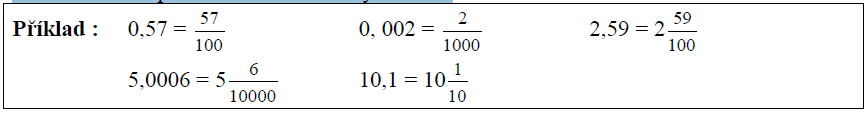 Příklad : 0,57 = 57/100 0, 002 = 2/1000 2,59 = 2 59/100
5,0006 = 5 6/10000 10,1 = 10 1/10